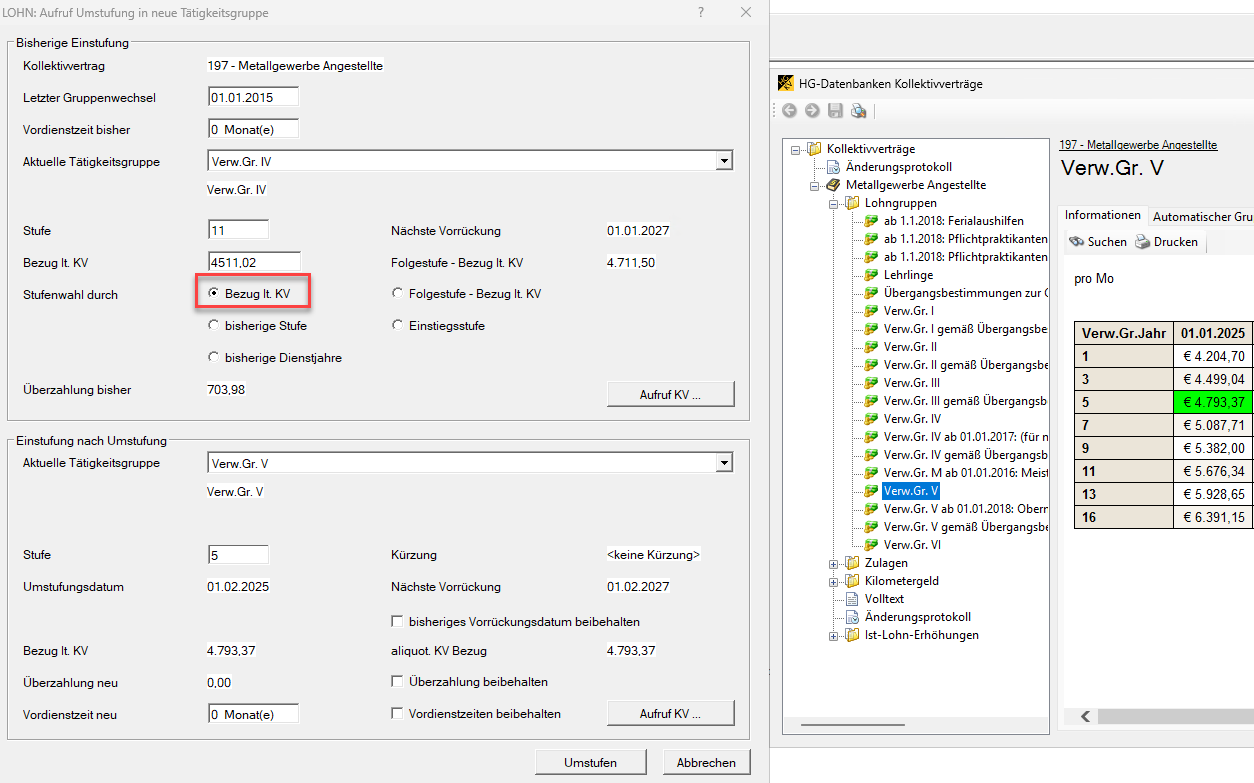 LOHN: Aufruf Umstufung in neue Tätigkeitsgruppe
?
Bisherige Einstufung
Kollektivvertrag 197 - Metallgewerbe Angestellte
Letzter Gruppenwechsel 01.01.2015
Vordienstzeit bisher 0 Monat(e)
Aktuelle Tätigkeitsgruppe Verw.Gr. IV
Verw.Gr. IV
Stufe 11 Nächste Vorrückung 01.01.2027
Bezug lt. KV 4511,02 Folgestufe - Bezug lt. KV 4.711,50
Stufenwahl durch Bezug lt. KV Folgestufe - Bezug lt. KV
bisherige Stufe Einstiegsstufe
bisherige Dienstjahre
Überzahlung bisher 703,98 Aufruf KV ...
Einstufung nach Umstufung
Aktuelle Tätigkeitsgruppe Verw.Gr. V
Verw.Gr. V
Stufe 5 Kürzung <keine Kürzung>
Umstufungsdatum 01.02.2025 Nächste Vorrückung 01.02.2027
bisheriges Vorrückungsdatum beibehalten
Bezug lt. KV 4.793,37 aliquot. KV Bezug 4.793,37
Überzahlung neu 0,00 Überzahlung beibehalten
Vordienstzeit neu 0 Monat(e) Vordienstzeiten beibehalten Aufruf KV ...
Umstufen Abbrechen
HG-Datenbanken Kollektivverträge
Kollektivverträge
Änderungsprotokoll
Metallgewerbe Angestellte
Lohngruppen
ab 1.1.2018: Ferialaushilfen
ab 1.1.2018: Pflichtpraktikanten
ab 1.1.2018: Pflichtpraktikanten
Lehrlinge
Übergangsbestimmungen zur
Verw.Gr. I
Verw.Gr. I gemäß Übergangsbe
Verw.Gr. II
Verw.Gr. II gemäß Übergangsbe
Verw.Gr. III
Verw.Gr. III gemäß Übergangsb
Verw.Gr. IV
Verw.Gr. IV ab 01.01.2017: (für n
Verw.Gr. IV gemäß Übergangsb
Verw.Gr. M ab 01.01.2016: Meist
Verw.Gr. V
Verw.Gr. V ab 01.01.2018: Obern
Verw.Gr. V gemäß Übergangsbe
Verw.Gr. VI
Zulagen
Kilometergeld
Volltext
Änderungsprotokoll
Ist-Lohn-Erhöhungen
197 - Metallgewerbe Angestellte
Verw.Gr. V
Informationen Automatischer Gru
Suchen Drucken
pro Mo
Verw.Gr.Jahr 01.01.2025
1 € 4.204,70
3 € 4.499,04
5 € 4.793,37
7 € 5.087,71
9 € 5.382,00
11 € 5.676,34
13 € 5.928,65
16 € 6.391,15